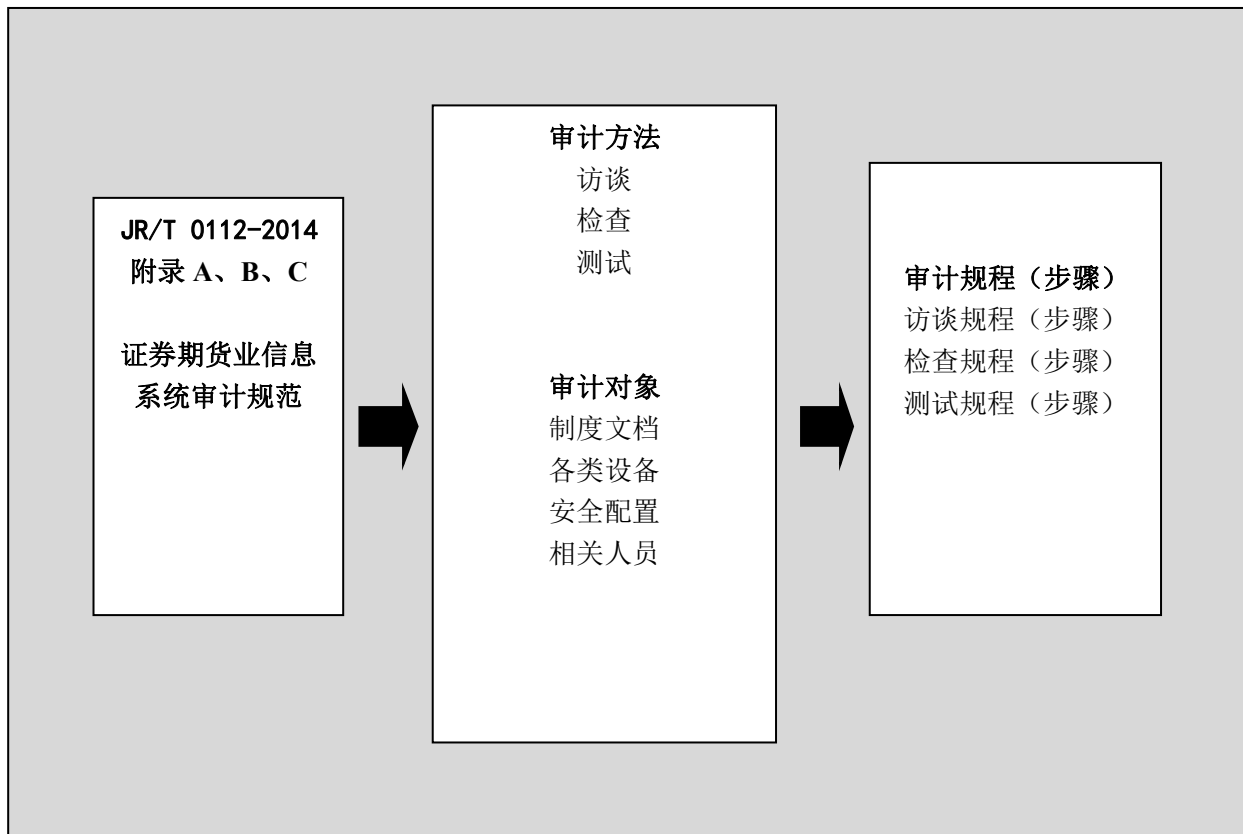 JR/T 0112-2014
附录 A、B、C
证券期货业信息
系统审计规范
审计方法
访谈
检查
测试
审计对象
制度文档
各类设备
安全配置
相关人员
审计规程（步骤）
访谈规程（步骤）
检查规程（步骤）
测试规程（步骤）